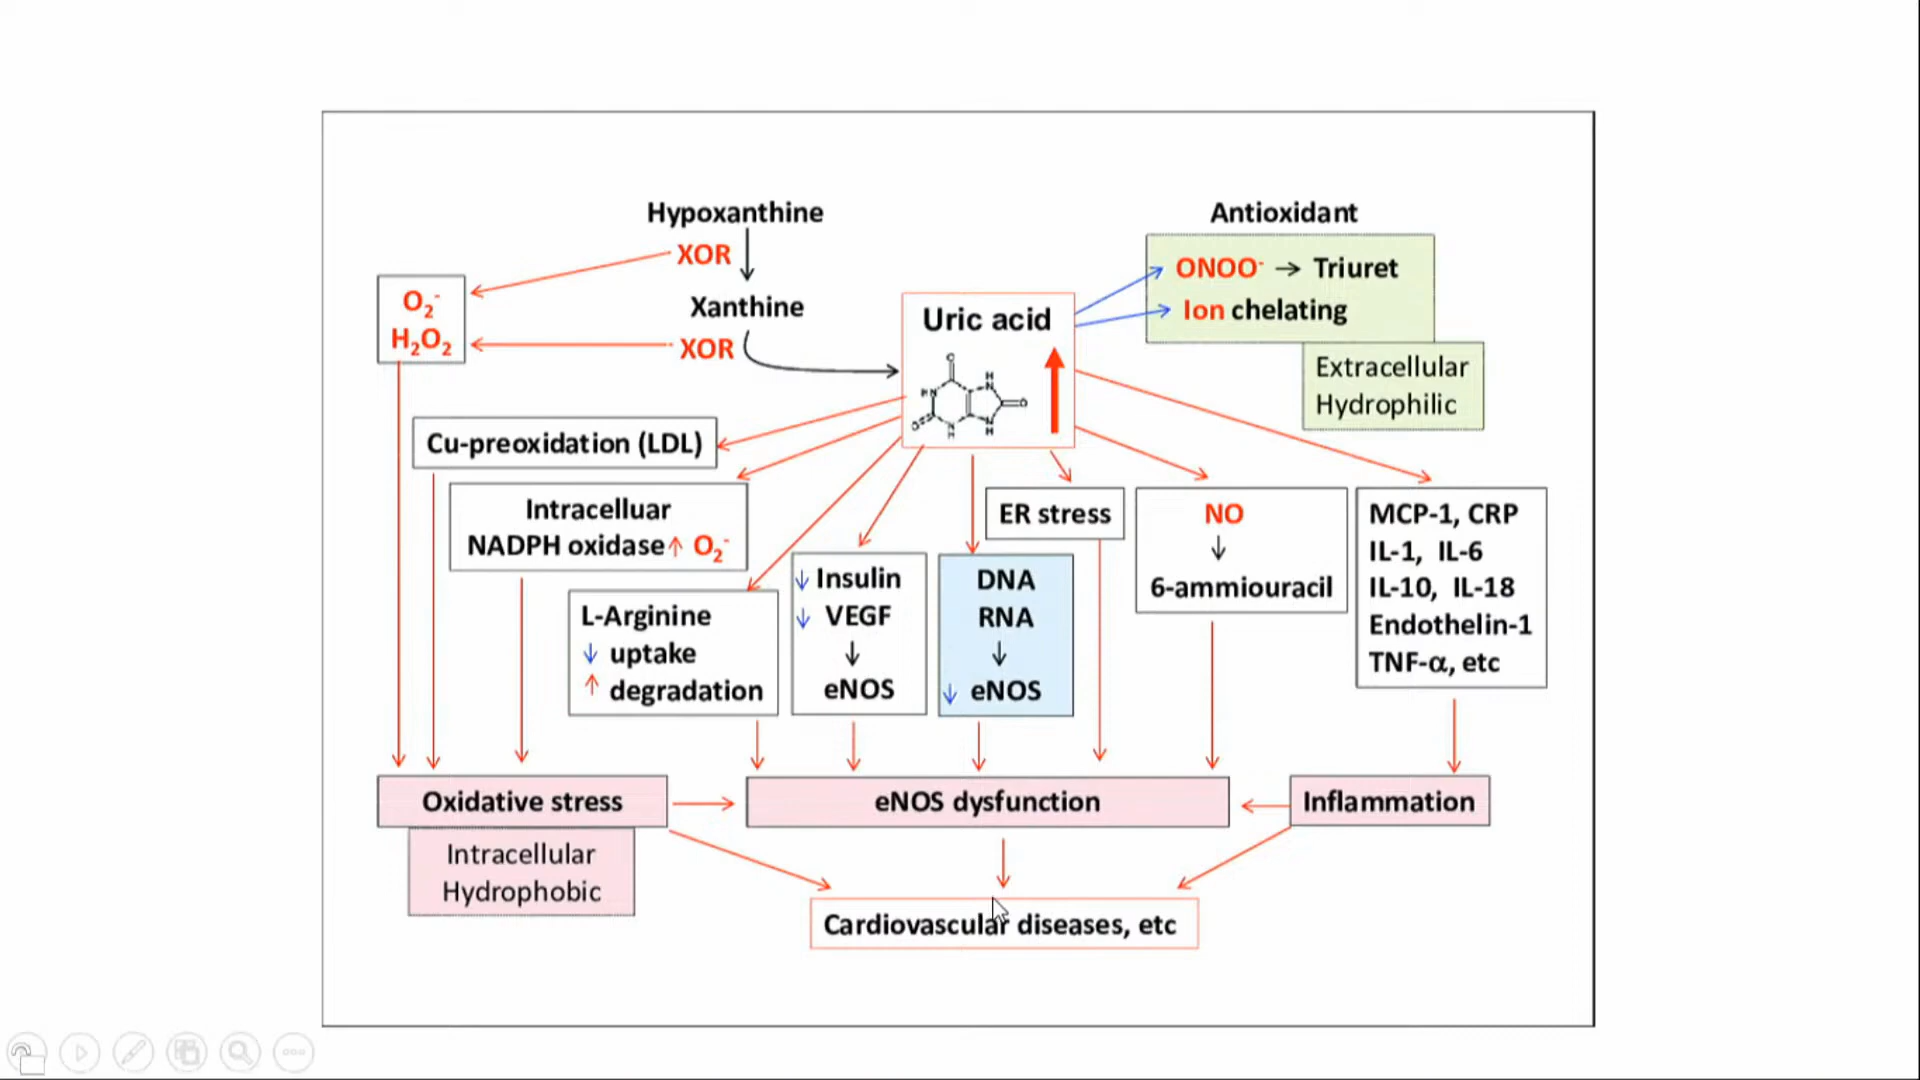 Hypoxanthine
XOR
Xanthine
XOR
O₂⁻
H₂O₂
Uric acid
Antioxidant
ONOO⁻ → Triuret
Ion chelating
Extracellular
Hydrophilic
Cu-preoxidation (LDL)
Intracelluar
NADPH oxidase↑ O₂⁻
L-Arginine
↓ uptake
↑ degradation
↓ Insulin
↓ VEGF
↓
eNOS
DNA
RNA
↓
↓ eNOS
ER stress
NO
↓
6-ammiouracil
MCP-1, CRP
IL-1, IL-6
IL-10, IL-18
Endothelin-1
TNF-α, etc
Oxidative stress
Intracellular
Hydrophobic
eNOS dysfunction
Inflammation
Cardiovascular diseases, etc